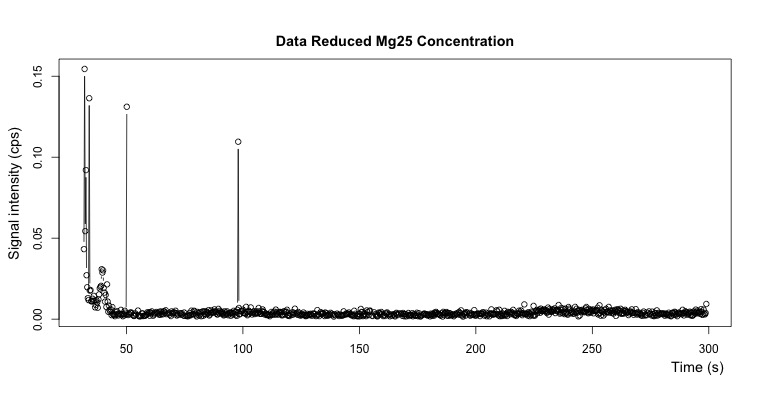 Data Reduced Mg25 Concentration
Signal intensity (cps)
0.15
0.10
0.05
0.00
50 100 150 200 250 300
Time (s)